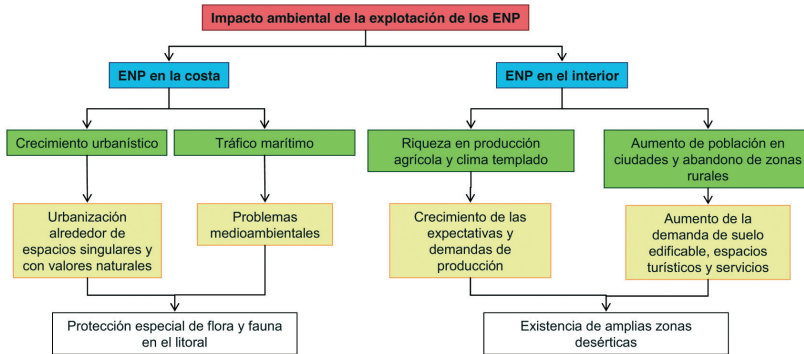 Impacto ambiental de la explotación de los ENP
ENP en la costa
ENP en el interior
Crecimiento urbanístico
Tráfico marítimo
Riqueza en producción
agrícola y clima templado
Aumento de población en
ciudades y abandono de zonas
rurales
Urbanización
alrededor de
espacios singulares y
con valores naturales
Problemas
medioambientales
Crecimiento de las
expectativas y
demandas de
producción
Aumento de la
demanda de suelo
edificable, espacios
turísticos y servicios
Protección especial de flora y fauna
en el litoral
Existencia de amplias zonas
desérticas